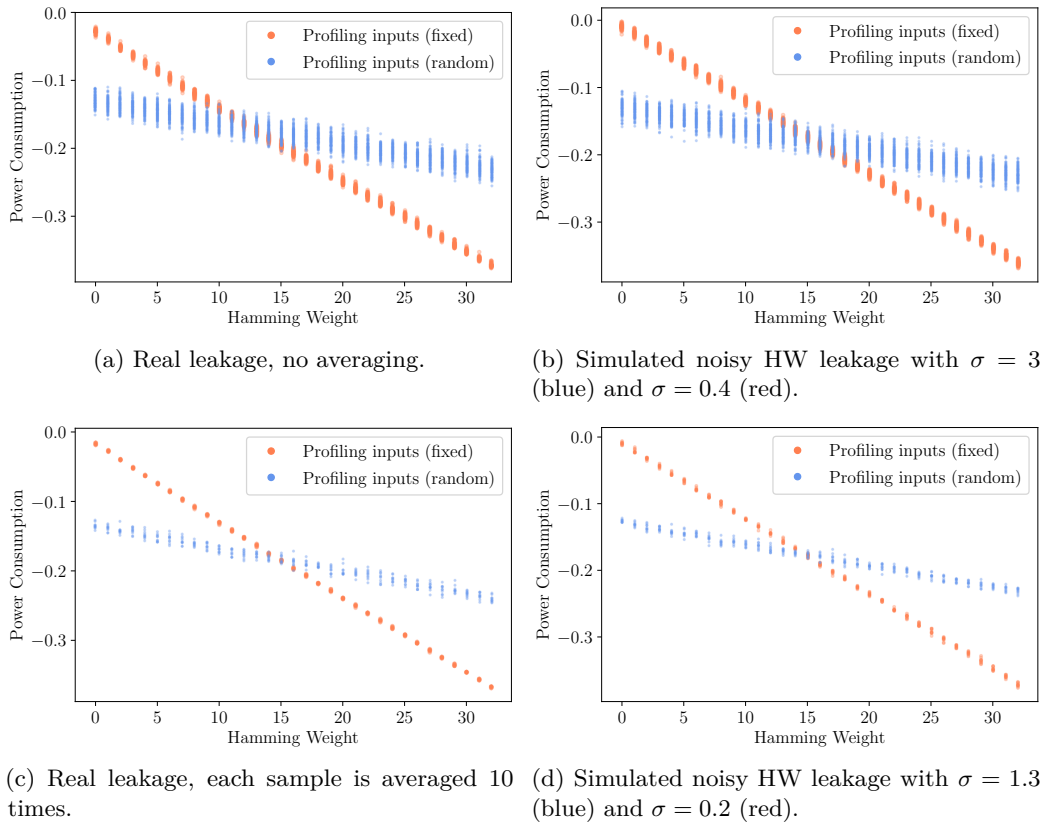 0.0
−0.1
−0.2
−0.3
Power Consumption
Profiling inputs (fixed)
Profiling inputs (random)
0 5 10 15 20 25 30
Hamming Weight
(a) Real leakage, no averaging.
0.0
−0.1
−0.2
−0.3
Power Consumption
Profiling inputs (fixed)
Profiling inputs (random)
0 5 10 15 20 25 30
Hamming Weight
(b) Simulated noisy HW leakage with σ = 3
(blue) and σ = 0.4 (red).
0.0
−0.1
−0.2
−0.3
Power Consumption
Profiling inputs (fixed)
Profiling inputs (random)
0 5 10 15 20 25 30
Hamming Weight
(c) Real leakage, each sample is averaged 10
times.
0.0
−0.1
−0.2
−0.3
Power Consumption
Profiling inputs (fixed)
Profiling inputs (random)
0 5 10 15 20 25 30
Hamming Weight
(d) Simulated noisy HW leakage with σ = 1.3
(blue) and σ = 0.2 (red).